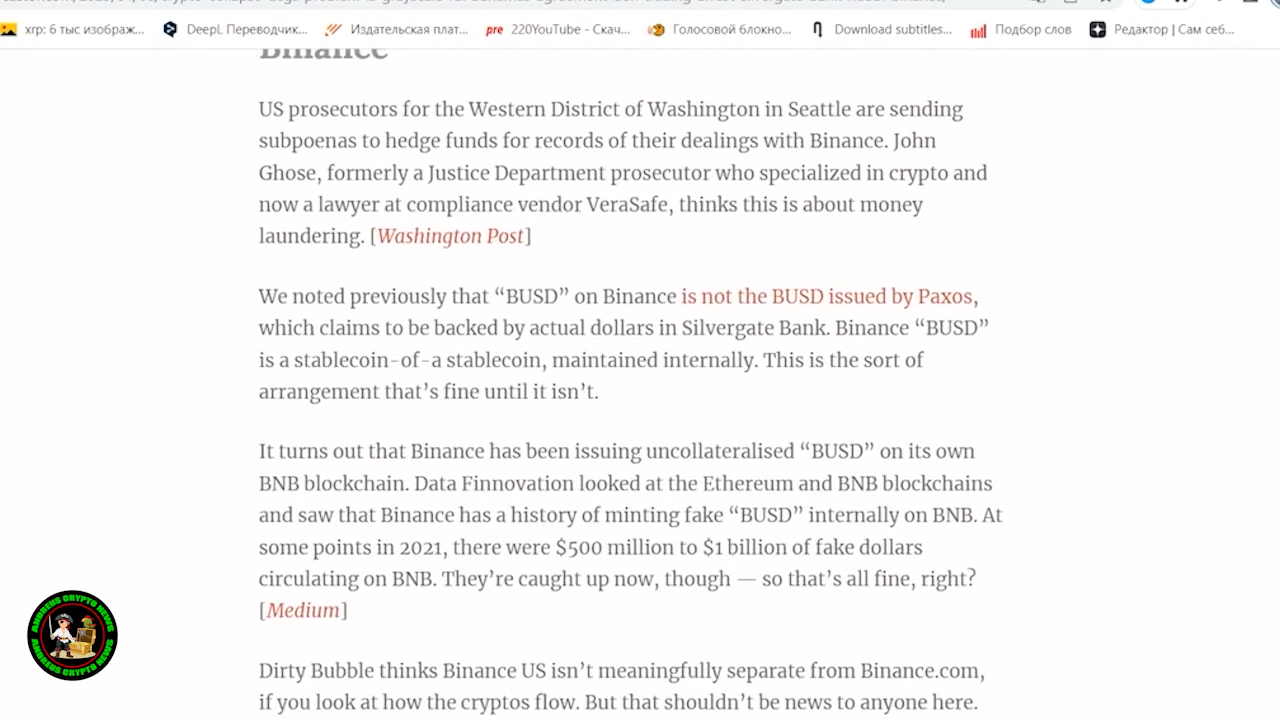 xrp: 6 тыс изображ...
DeepL Переводчик...
Издательская плат...
pre 220YouTube - Скач...
Голосовой блокно...
Download subtitles...
Подбор слов
Редактор | Сам себ...
Binance
US prosecutors for the Western District of Washington in Seattle are sending
subpoenas to hedge funds for records of their dealings with Binance. John
Ghose, formerly a Justice Department prosecutor who specialized in crypto and
now a lawyer at compliance vendor VeraSafe, thinks this is about money
laundering. [Washington Post]
We noted previously that “BUSD” on Binance is not the BUSD issued by Paxos,
which claims to be backed by actual dollars in Silvergate Bank. Binance “BUSD”
is a stablecoin-of-a stablecoin, maintained internally. This is the sort of
arrangement that’s fine until it isn’t.
It turns out that Binance has been issuing uncollateralised “BUSD” on its own
BNB blockchain. Data Finnovation looked at the Ethereum and BNB blockchains
and saw that Binance has a history of minting fake “BUSD” internally on BNB. At
some points in 2021, there were $500 million to $1 billion of fake dollars
circulating on BNB. They’re caught up now, though — so that’s all fine, right?
[Medium]
Dirty Bubble thinks Binance US isn’t meaningfully separate from Binance.com,
if you look at how the cryptos flow. But that shouldn’t be news to anyone here.
ANDREUS CRYPTO NEWS
ANDREUS CRYPTO NEWS